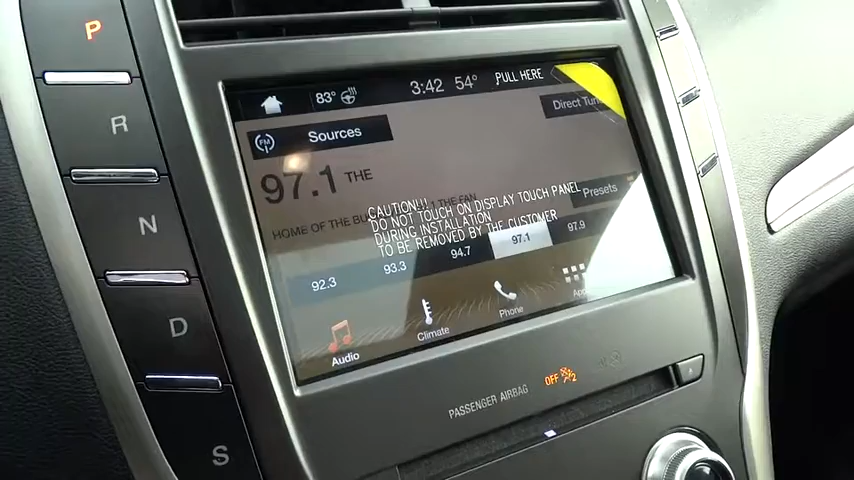 P
R
N
D
S
83°
3:42
54°
PULL HERE
FM
Sources
Direct Tune
97.1 THE
HOME OF THE
THE FAN
Presets
CAUTION!!
DO NOT TOUCH ON DISPLAY TOUCH PANEL
DURING INSTALLATION
TO BE REMOVED BY THE CUSTOMER
92.3
93.3
94.7
97.1
97.9
Audio
Climate
Phone
PASSENGER AIRBAG
OFF
2